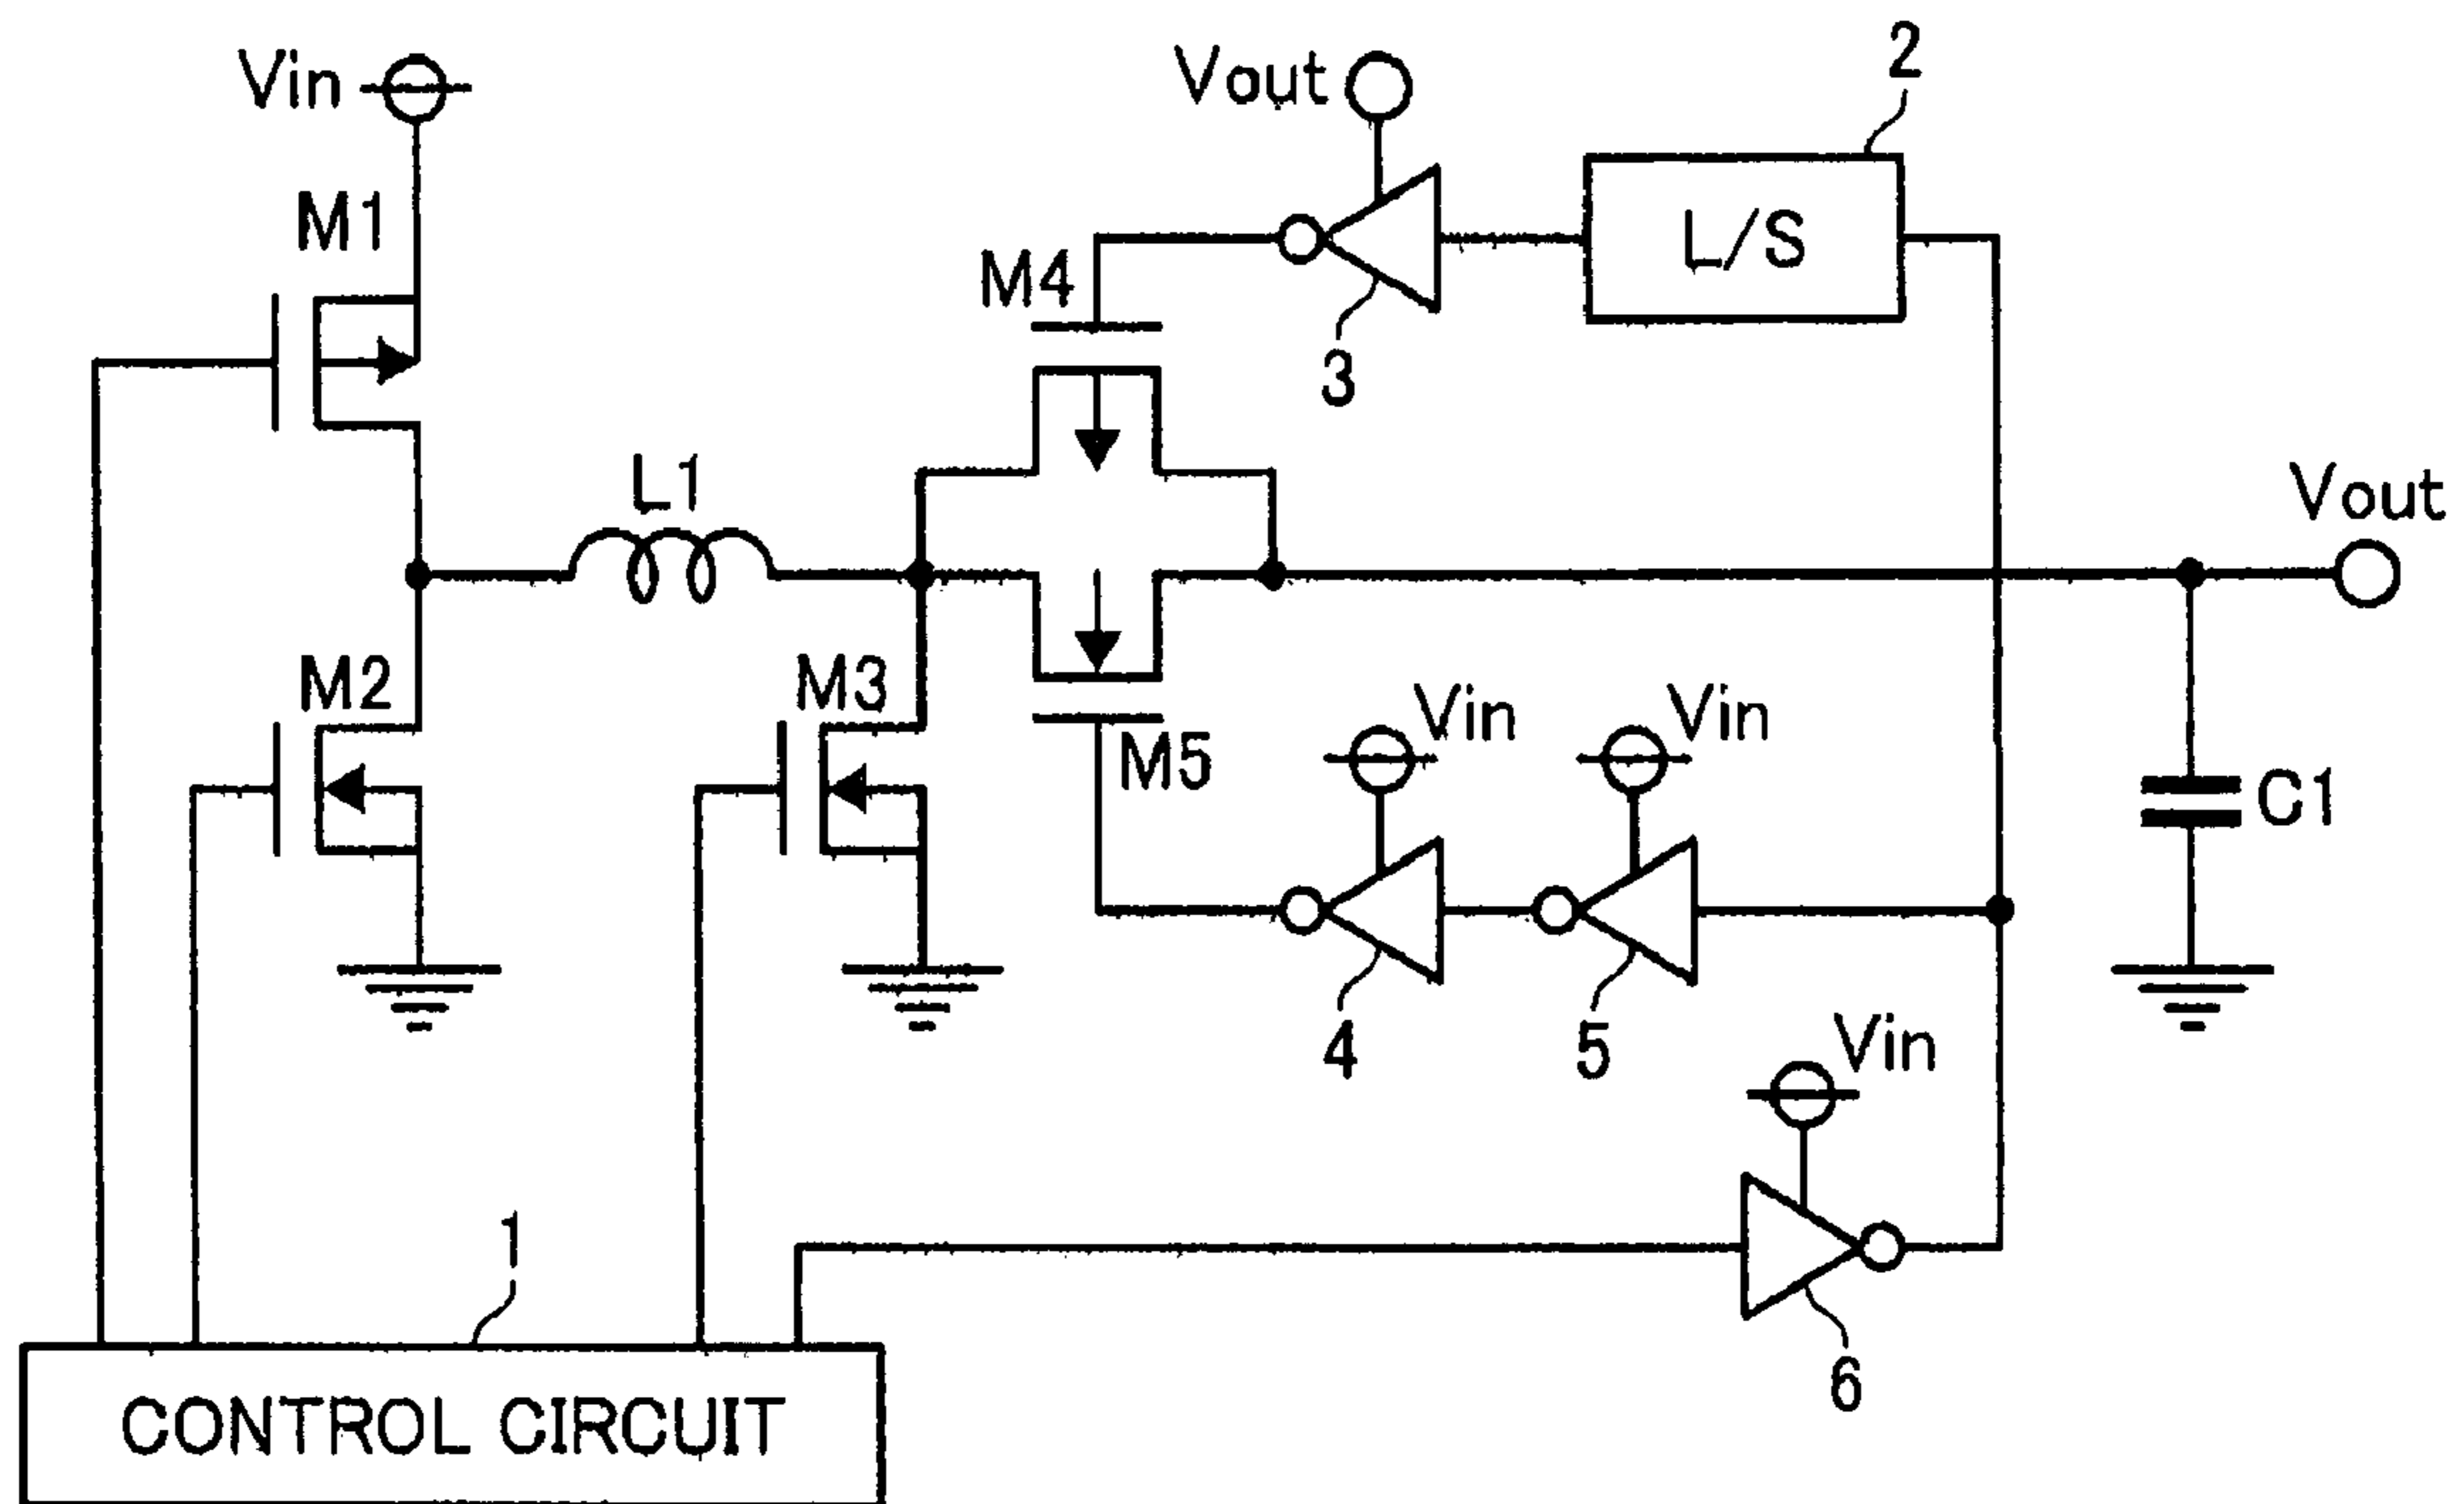 Vin
Vout
2
M1
L/S
M4
3
L1
Vout
M2
M3
M5
Vin
Vin
C1
4
5
Vin
1
6
CONTROL CIRCUIT